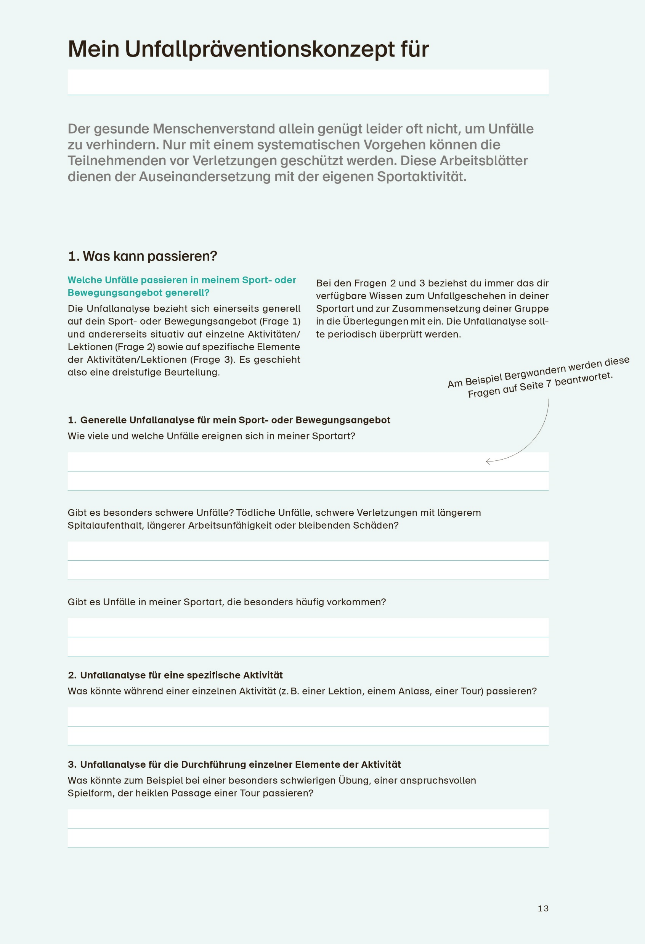 Mein Unfallpräventionskonzept für
Der gesunde Menschenverstand allein genügt leider oft nicht, um Unfälle
zu verhindern. Nur mit einem systematischen Vorgehen können die
Teilnehmenden vor Verletzungen geschützt werden. Diese Arbeitsblätter
dienen der Auseinandersetzung mit der eigenen Sportaktivität.
1. Was kann passieren?
Welche Unfälle passieren in meinem Sport- oder
Bewegungsangebot generell?
Die Unfallanalyse bezieht sich einerseits generell
auf dein Sport- oder Bewegungsangebot (Frage 1)
und andererseits situativ auf einzelne Aktivitäten/
Lektionen (Frage 2) sowie auf spezifische Elemente
der Aktivitäten/Lektionen (Frage 3). Es geschieht
also eine dreistufige Beurteilung.
Bei den Fragen 2 und 3 beziehst du immer das dir
verfügbare Wissen zum Unfallgeschehen in deiner
Sportart und zur Zusammensetzung deiner Gruppe
in die Überlegungen mit ein. Die Unfallanalyse soll-
te periodisch überprüft werden.
Am Beispiel Bergwandern werden diese
Fragen auf Seite 7 beantwortet.
1. Generelle Unfallanalyse für mein Sport- oder Bewegungsangebot
Wie viele und welche Unfälle ereignen sich in meiner Sportart?
Gibt es besonders schwere Unfälle? Tödliche Unfälle, schwere Verletzungen mit längerem
Spitalaufenthalt, längerer Arbeitsunfähigkeit oder bleibenden Schäden?
Gibt es Unfälle in meiner Sportart, die besonders häufig vorkommen?
2. Unfallanalyse für eine spezifische Aktivität
Was könnte während einer einzelnen Aktivität (z. B. einer Lektion, einem Anlass, einer Tour) passieren?
3. Unfallanalyse für die Durchführung einzelner Elemente der Aktivität
Was könnte zum Beispiel bei einer besonders schwierigen Übung, einer anspruchsvollen
Spielform, der heiklen Passage einer Tour passieren?
13